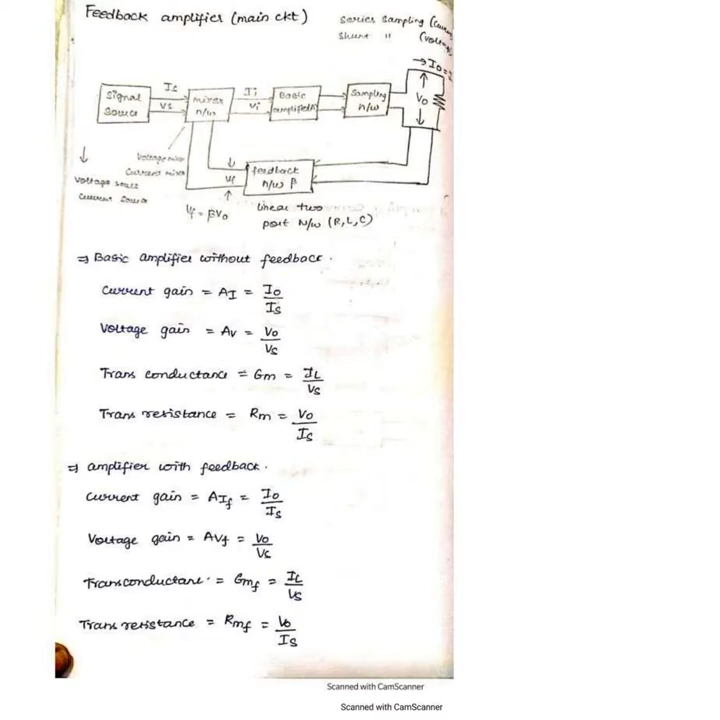 Feedback amplifier (main ckt)
Series Sampling (Current
Shunt " (voltage
→ Io =
Signal
Source
Is
Vs
mixer
n/w
Ii
Vi
Basic
amplifier
Sampling
n/w
Vo
Voltage mixer
Current mixer
Voltage source
Current source
Vf
feedback
n/w β
Vf = βVo
Linear two
port N/w (R, L, C)
⇒ Basic amplifier without feedback.
Current gain = AI = Io
Is
Voltage gain = Av = Vo
Vs
Trans conductance = Gm = IL
Vs
Trans resistance = Rm = Vo
Is
⇒ amplifier with feedback.
Current gain = AIf = Io
Is
Voltage gain = AVf = Vo
Vs
Transconductant = Gmf = IL
Vs
Trans resistance = Rmf = Vo
Is
Scanned with CamScanner
Scanned with CamScanner